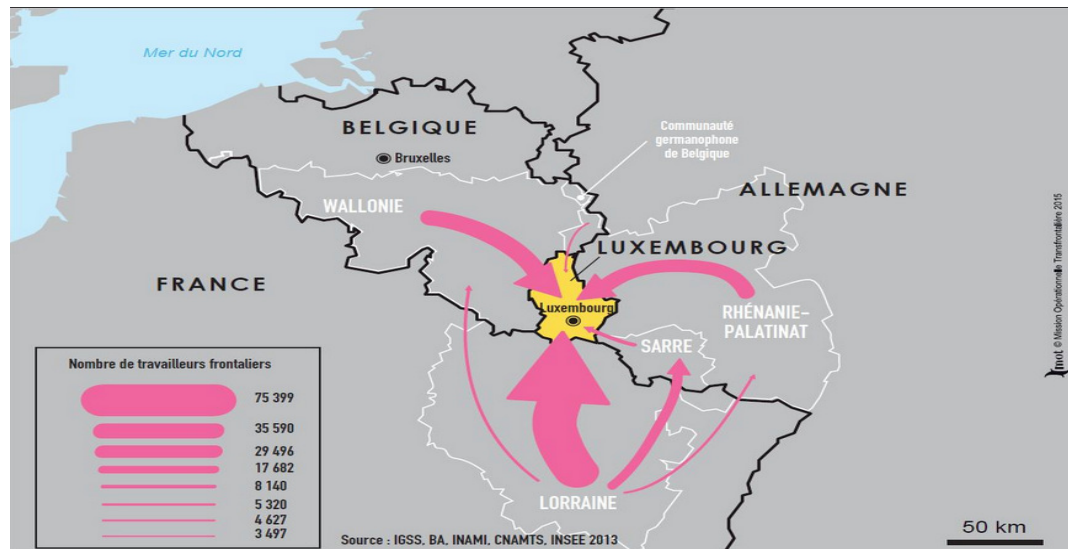 Mer du Nord
BELGIQUE
Bruxelles
Communauté
germanophone
de Belgique
ALLEMAGNE
WALLONIE
LUXEMBOURG
FRANCE
Luxembourg
RHÉNANIE–
PALATINAT
SARRE
LORRAINE
Nombre de travailleurs frontaliers
75 399
35 590
29 496
17 682
8 140
5 320
4 627
3 497
Source : IGSS, BA, INAMI, CNAMTS, INSEE 2013
50 km
mot © Mission Opérationnelle Transfrontalière 2015